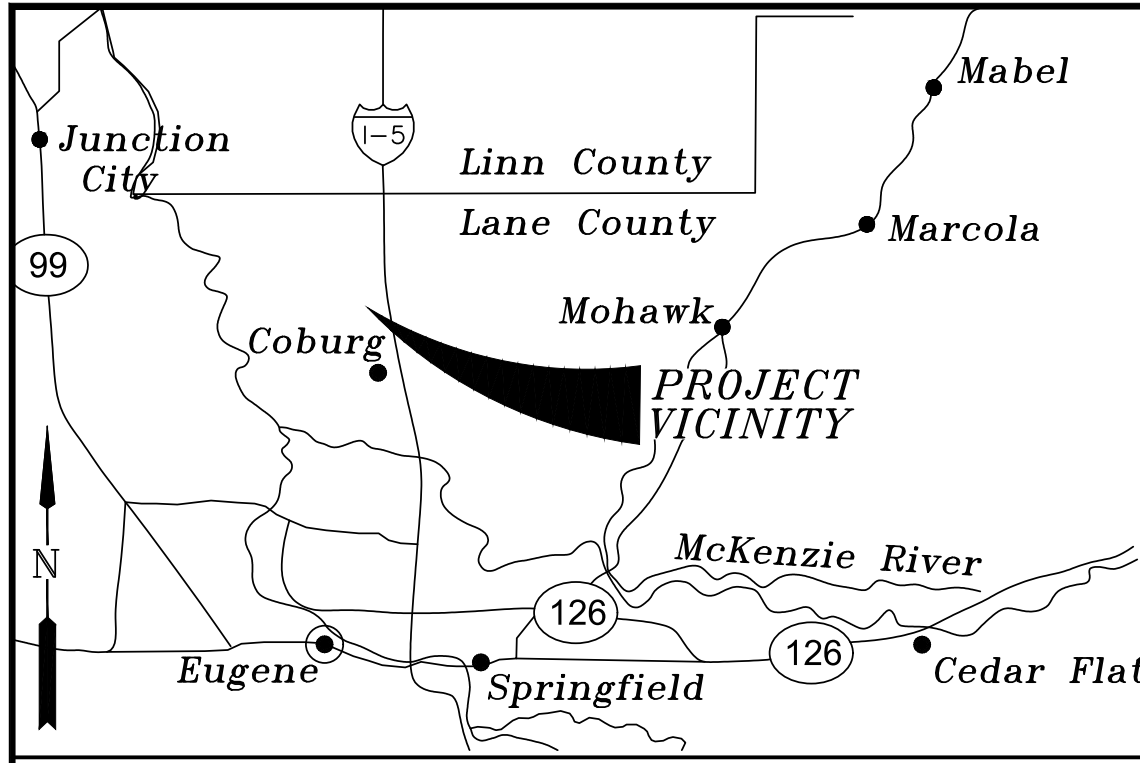 Mabel
I-5
Junction
City
Linn County
Lane County
Marcola
99
Mohawk
Coburg
PROJECT
VICINITY
N
McKenzie River
126
126
Eugene
Springfield
Cedar Flat